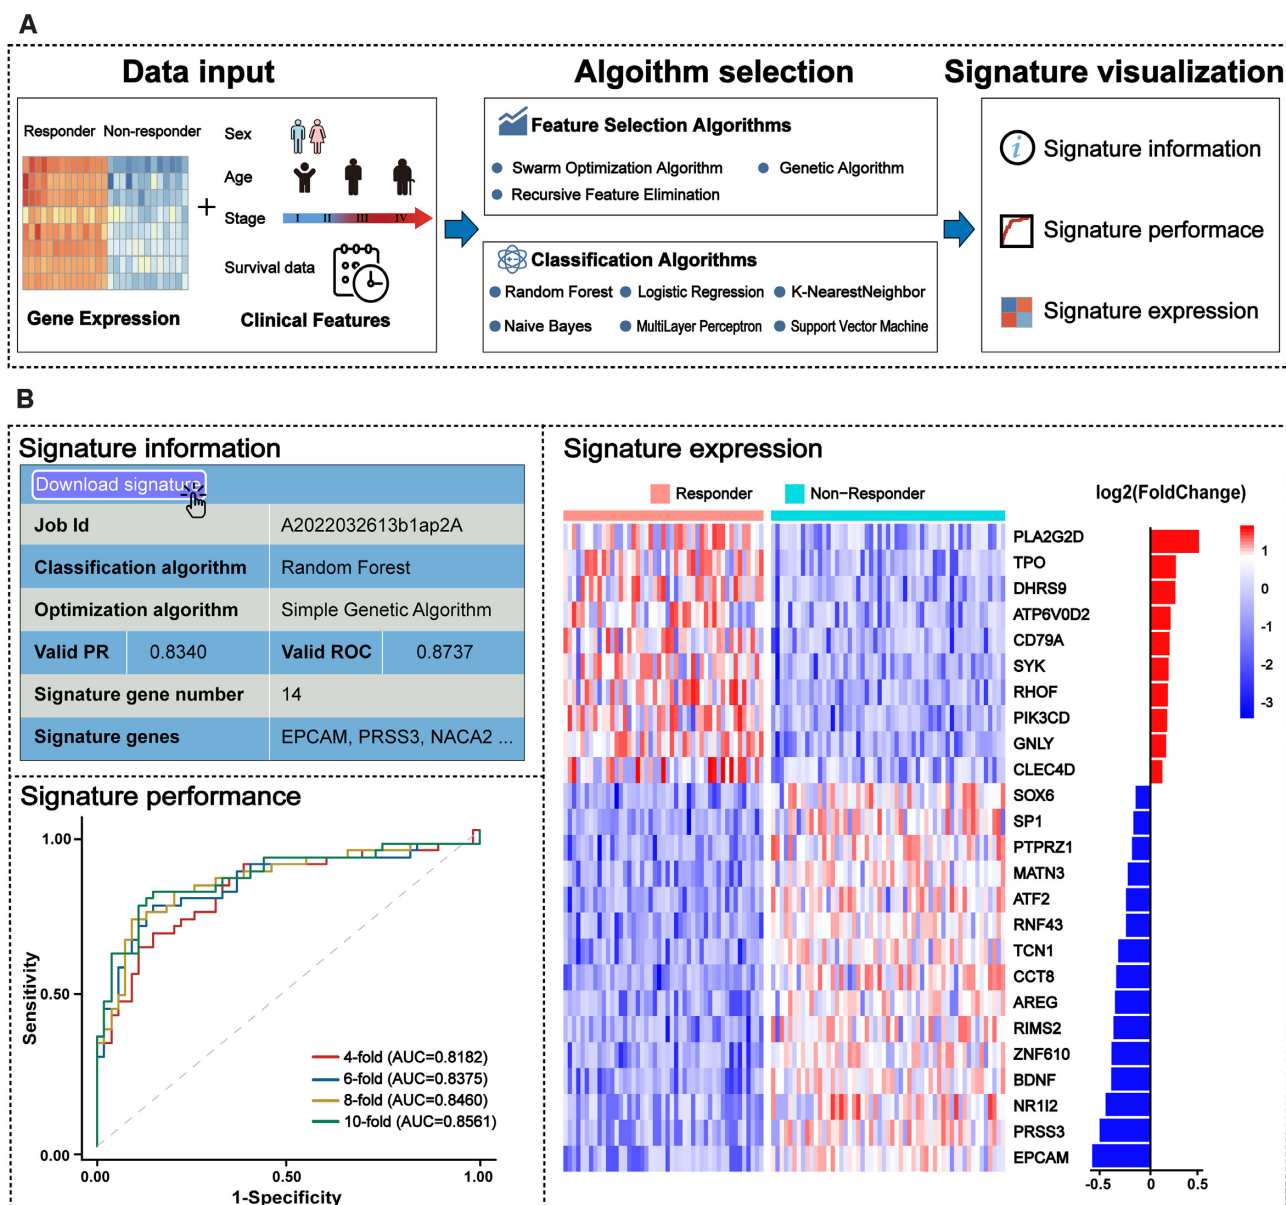 A
Data input
Algoithm selection
Signature visualization
Responder Non-responder
Gene Expression
+
Sex
Age
Stage
I II III IV
Survival data
Clinical Features
Feature Selection Algorithms
Swarm Optimization Algorithm
Genetic Algorithm
Recursive Feature Elimination
Classification Algorithms
Random Forest
Logistic Regression
K-NearestNeighbor
Naive Bayes
MultiLayer Perceptron
Support Vector Machine
i
Signature information
Signature performace
Signature expression
B
Signature information
Download signature
Job Id A2022032613b1ap2A
Classification algorithm Random Forest
Optimization algorithm Simple Genetic Algorithm
Valid PR 0.8340 Valid ROC 0.8737
Signature gene number 14
Signature genes EPCAM, PRSS3, NACA2 ...
Signature performance
Sensitivity
1.00
0.50
0.00
4-fold (AUC=0.8182)
6-fold (AUC=0.8375)
8-fold (AUC=0.8460)
10-fold (AUC=0.8561)
0.00 0.50 1.00
1-Specificity
Signature expression
Responder
Non-Responder
log2(FoldChange)
PLA2G2D
TPO
DHRS9
ATP6V0D2
CD79A
SYK
RHOF
PIK3CD
GNLY
CLEC4D
SOX6
SP1
PTPRZ1
MATN3
ATF2
RNF43
TCN1
CCT8
AREG
RIMS2
ZNF610
BDNF
NR1I2
PRSS3
EPCAM
-0.5 0 0.5
1
0
-1
-2
-3